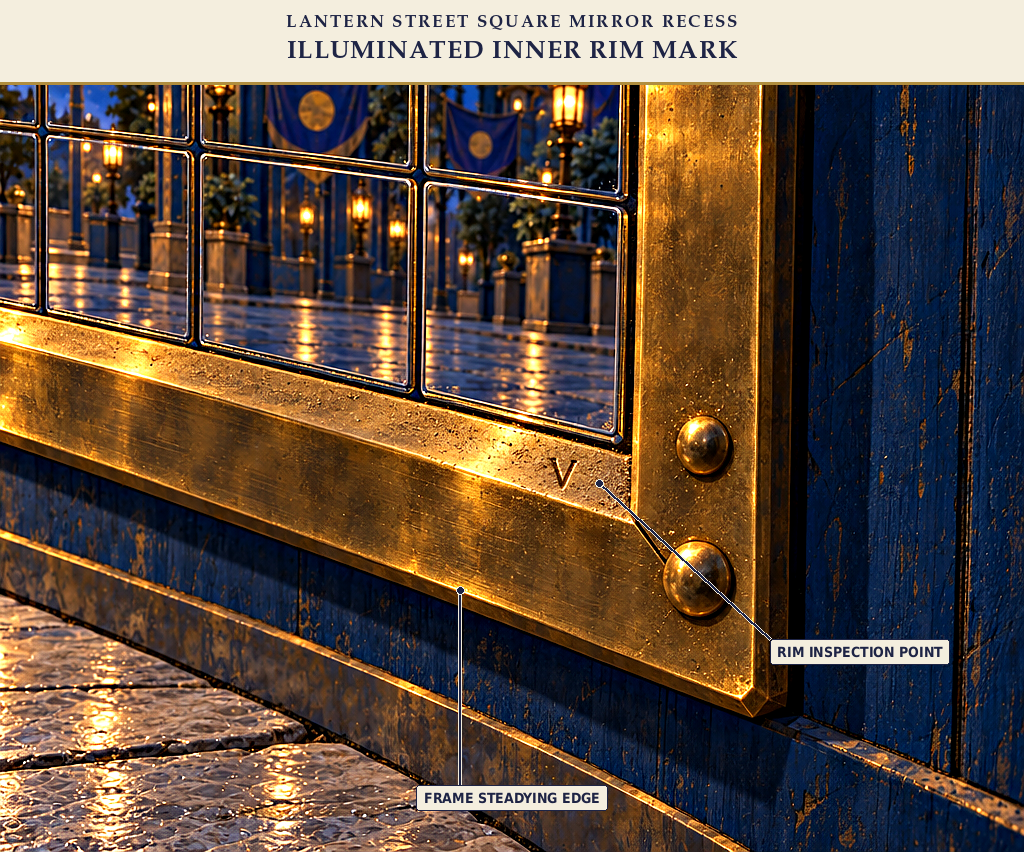 LANTERN STREET SQUARE MIRROR RECESS
ILLUMINATED INNER RIM MARK
V
RIM INSPECTION POINT
FRAME STEADYING EDGE